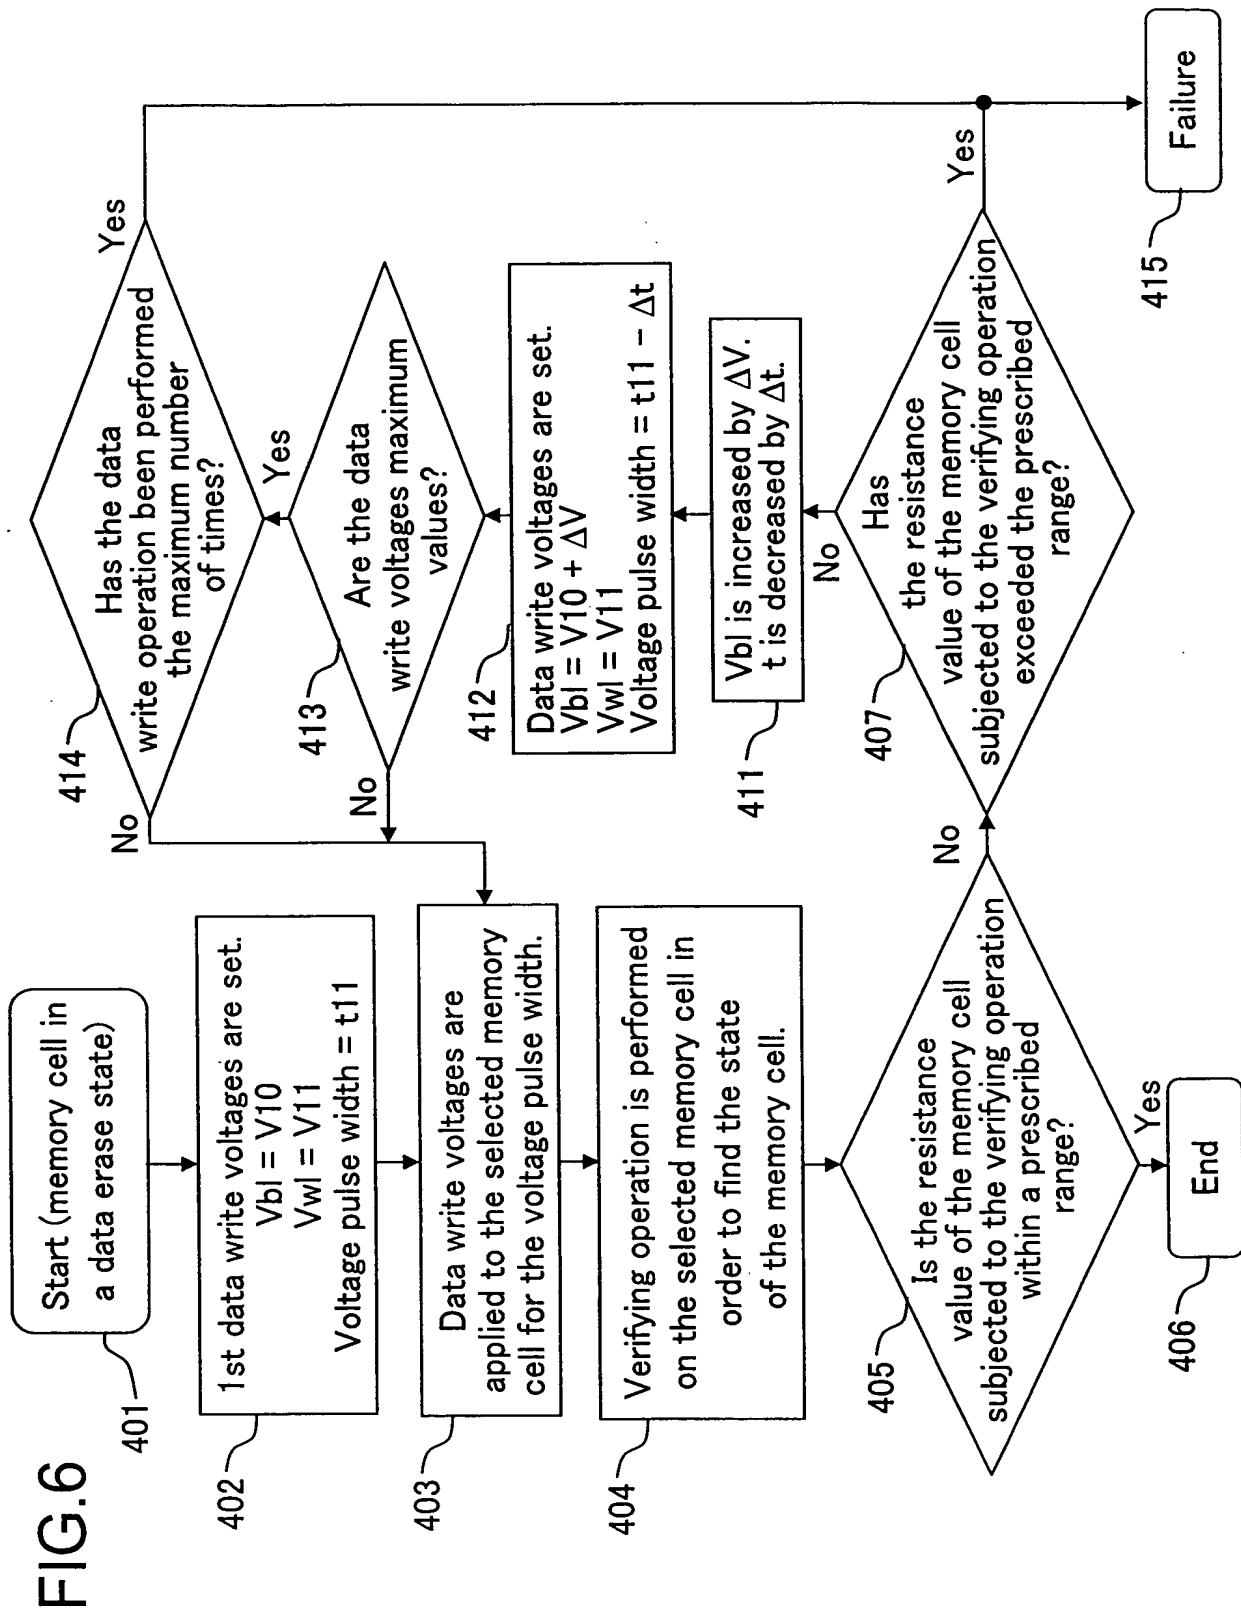 FIG.6
401
Start (memory cell in
a data erase state)
402
1st data write voltages are set.
Vbl = V10
Vwl = V11
Voltage pulse width = t11
403
Data write voltages are
applied to the selected memory
cell for the voltage pulse width.
404
Verifying operation is performed
on the selected memory cell in
order to find the state
of the memory cell.
405
Is the resistance
value of the memory cell
subjected to the verifying operation
within a prescribed
range?
Yes
No
406
End
407
Has
the resistance
value of the memory cell
subjected to the verifying operation
exceeded the prescribed
range?
No
Yes
411
Vbl is increased by ΔV.
t is decreased by Δt.
412
Data write voltages are set.
Vbl = V10 + ΔV
Vwl = V11
Voltage pulse width = t11 − Δt
413
Are the data
write voltages maximum
values?
No
Yes
414
Has the data
write operation been performed
the maximum number
of times?
No
Yes
415
Failure